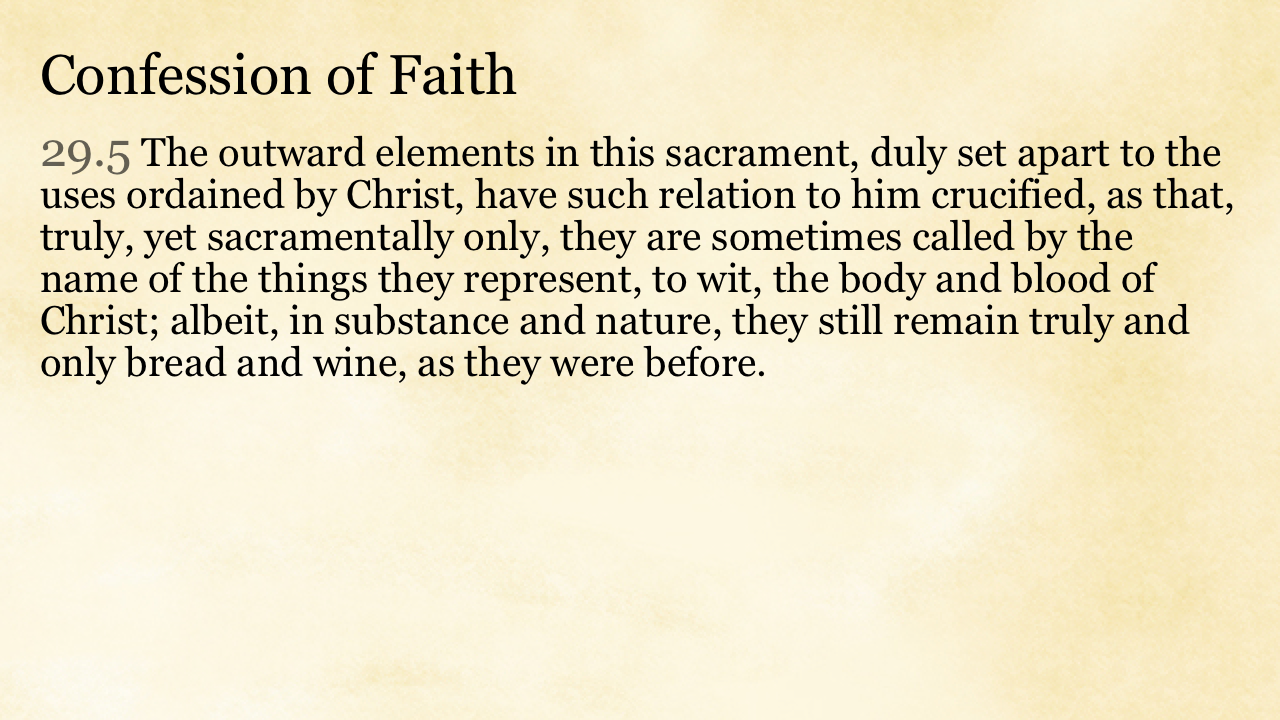 Confession of Faith
29.5 The outward elements in this sacrament, duly set apart to the
uses ordained by Christ, have such relation to him crucified, as that,
truly, yet sacramentally only, they are sometimes called by the
name of the things they represent, to wit, the body and blood of
Christ; albeit, in substance and nature, they still remain truly and
only bread and wine, as they were before.